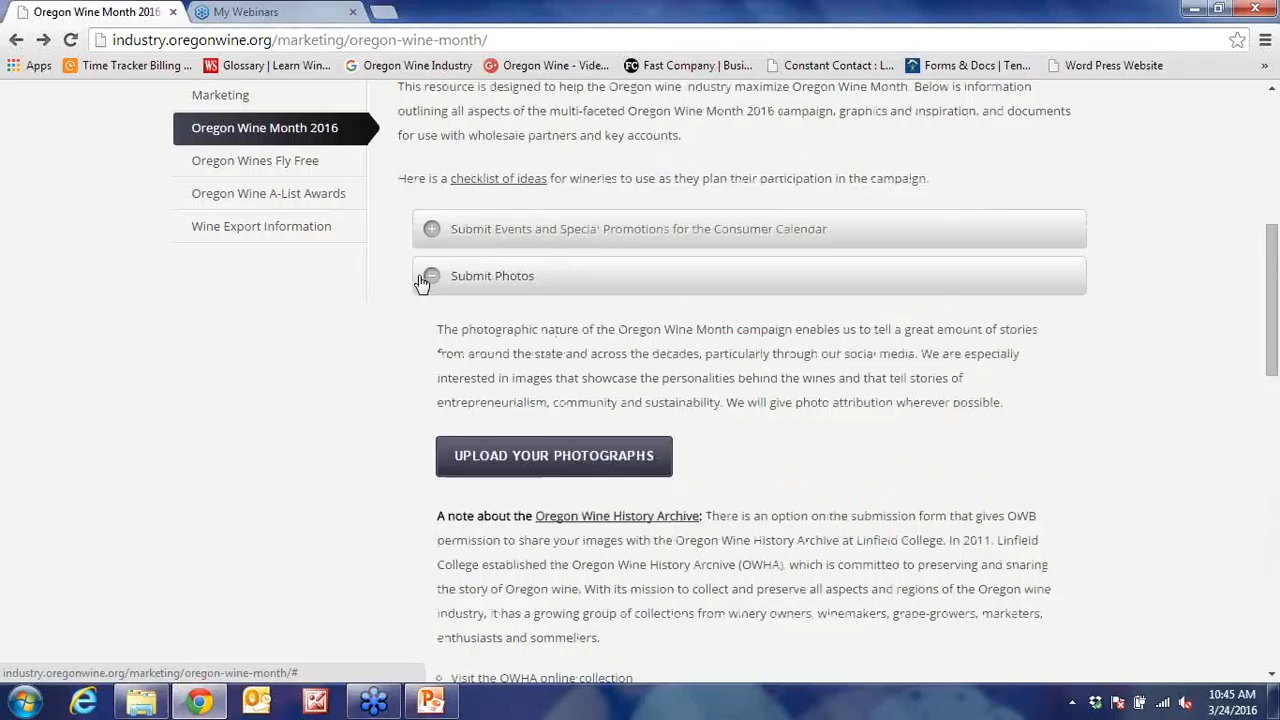 Oregon Wine Month 2016
My Webinars
industry.oregonwine.org/marketing/oregon-wine-month/
Apps
Time Tracker Billing ...
Glossary | Learn Win...
Oregon Wine Industry
Oregon Wine - Vide...
Fast Company | Busi...
Constant Contact : L...
Forms & Docs | Ten...
Word Press Website
»
Marketing
Oregon Wine Month 2016
Oregon Wines Fly Free
Oregon Wine A-List Awards
Wine Export Information
This resource is designed to help the Oregon wine industry maximize Oregon Wine Month. Below is information
outlining all aspects of the multi-faceted Oregon Wine Month 2016 campaign, graphics and inspiration, and documents
for use with wholesale partners and key accounts.
Here is a checklist of ideas for wineries to use as they plan their participation in the campaign.
Submit Events and Special Promotions for the Consumer Calendar
Submit Photos
The photographic nature of the Oregon Wine Month campaign enables us to tell a great amount of stories
from around the state and across the decades, particularly through our social media. We are especially
interested in images that showcase the personalities behind the wines and that tell stories of
entrepreneurialism, community and sustainability. We will give photo attribution wherever possible.
UPLOAD YOUR PHOTOGRAPHS
A note about the Oregon Wine History Archive: There is an option on the submission form that gives OWB
permission to share your images with the Oregon Wine History Archive at Linfield College. In 2011, Linfield
College established the Oregon Wine History Archive (OWHA), which is committed to preserving and sharing
the story of Oregon wine. With its mission to collect and preserve all aspects and regions of the Oregon wine
industry, it has a growing group of collections from winery owners, winemakers, grape-growers, marketers,
enthusiasts and sommeliers.
Visit the OWHA online collection
industry.oregonwine.org/marketing/oregon-wine-month/#
10:45 AM
3/24/2016